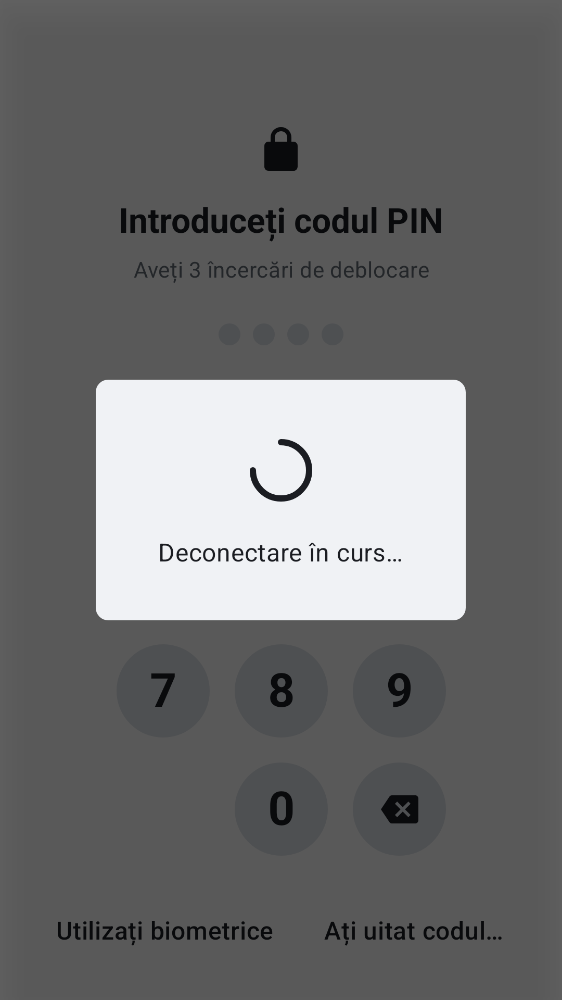 Introduceți codul PIN
Aveți 3 încercări de deblocare
Deconectare în curs…
7 8 9
0
Utilizați biometrice Ați uitat codul…